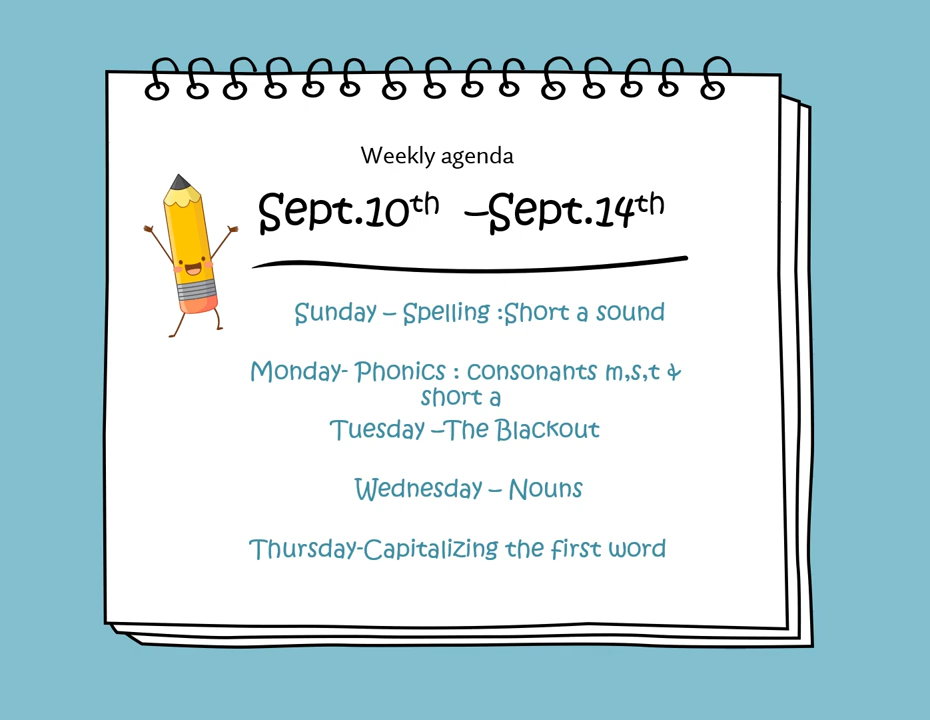 Weekly agenda
Sept.10th –Sept.14th
Sunday – Spelling :Short a sound
Monday- Phonics : consonants m,s,t &
short a
Tuesday –The Blackout
Wednesday – Nouns
Thursday-Capitalizing the first word